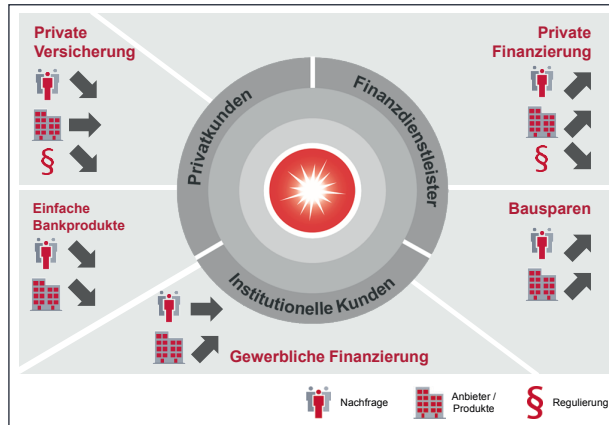 Private
Versicherung
§
Private
Finanzierung
§
Privatkunden
Finanzdienstleister
Institutionelle Kunden
Einfache
Bankprodukte
Bausparen
Gewerbliche Finanzierung
Nachfrage
Anbieter /
Produkte
§
Regulierung